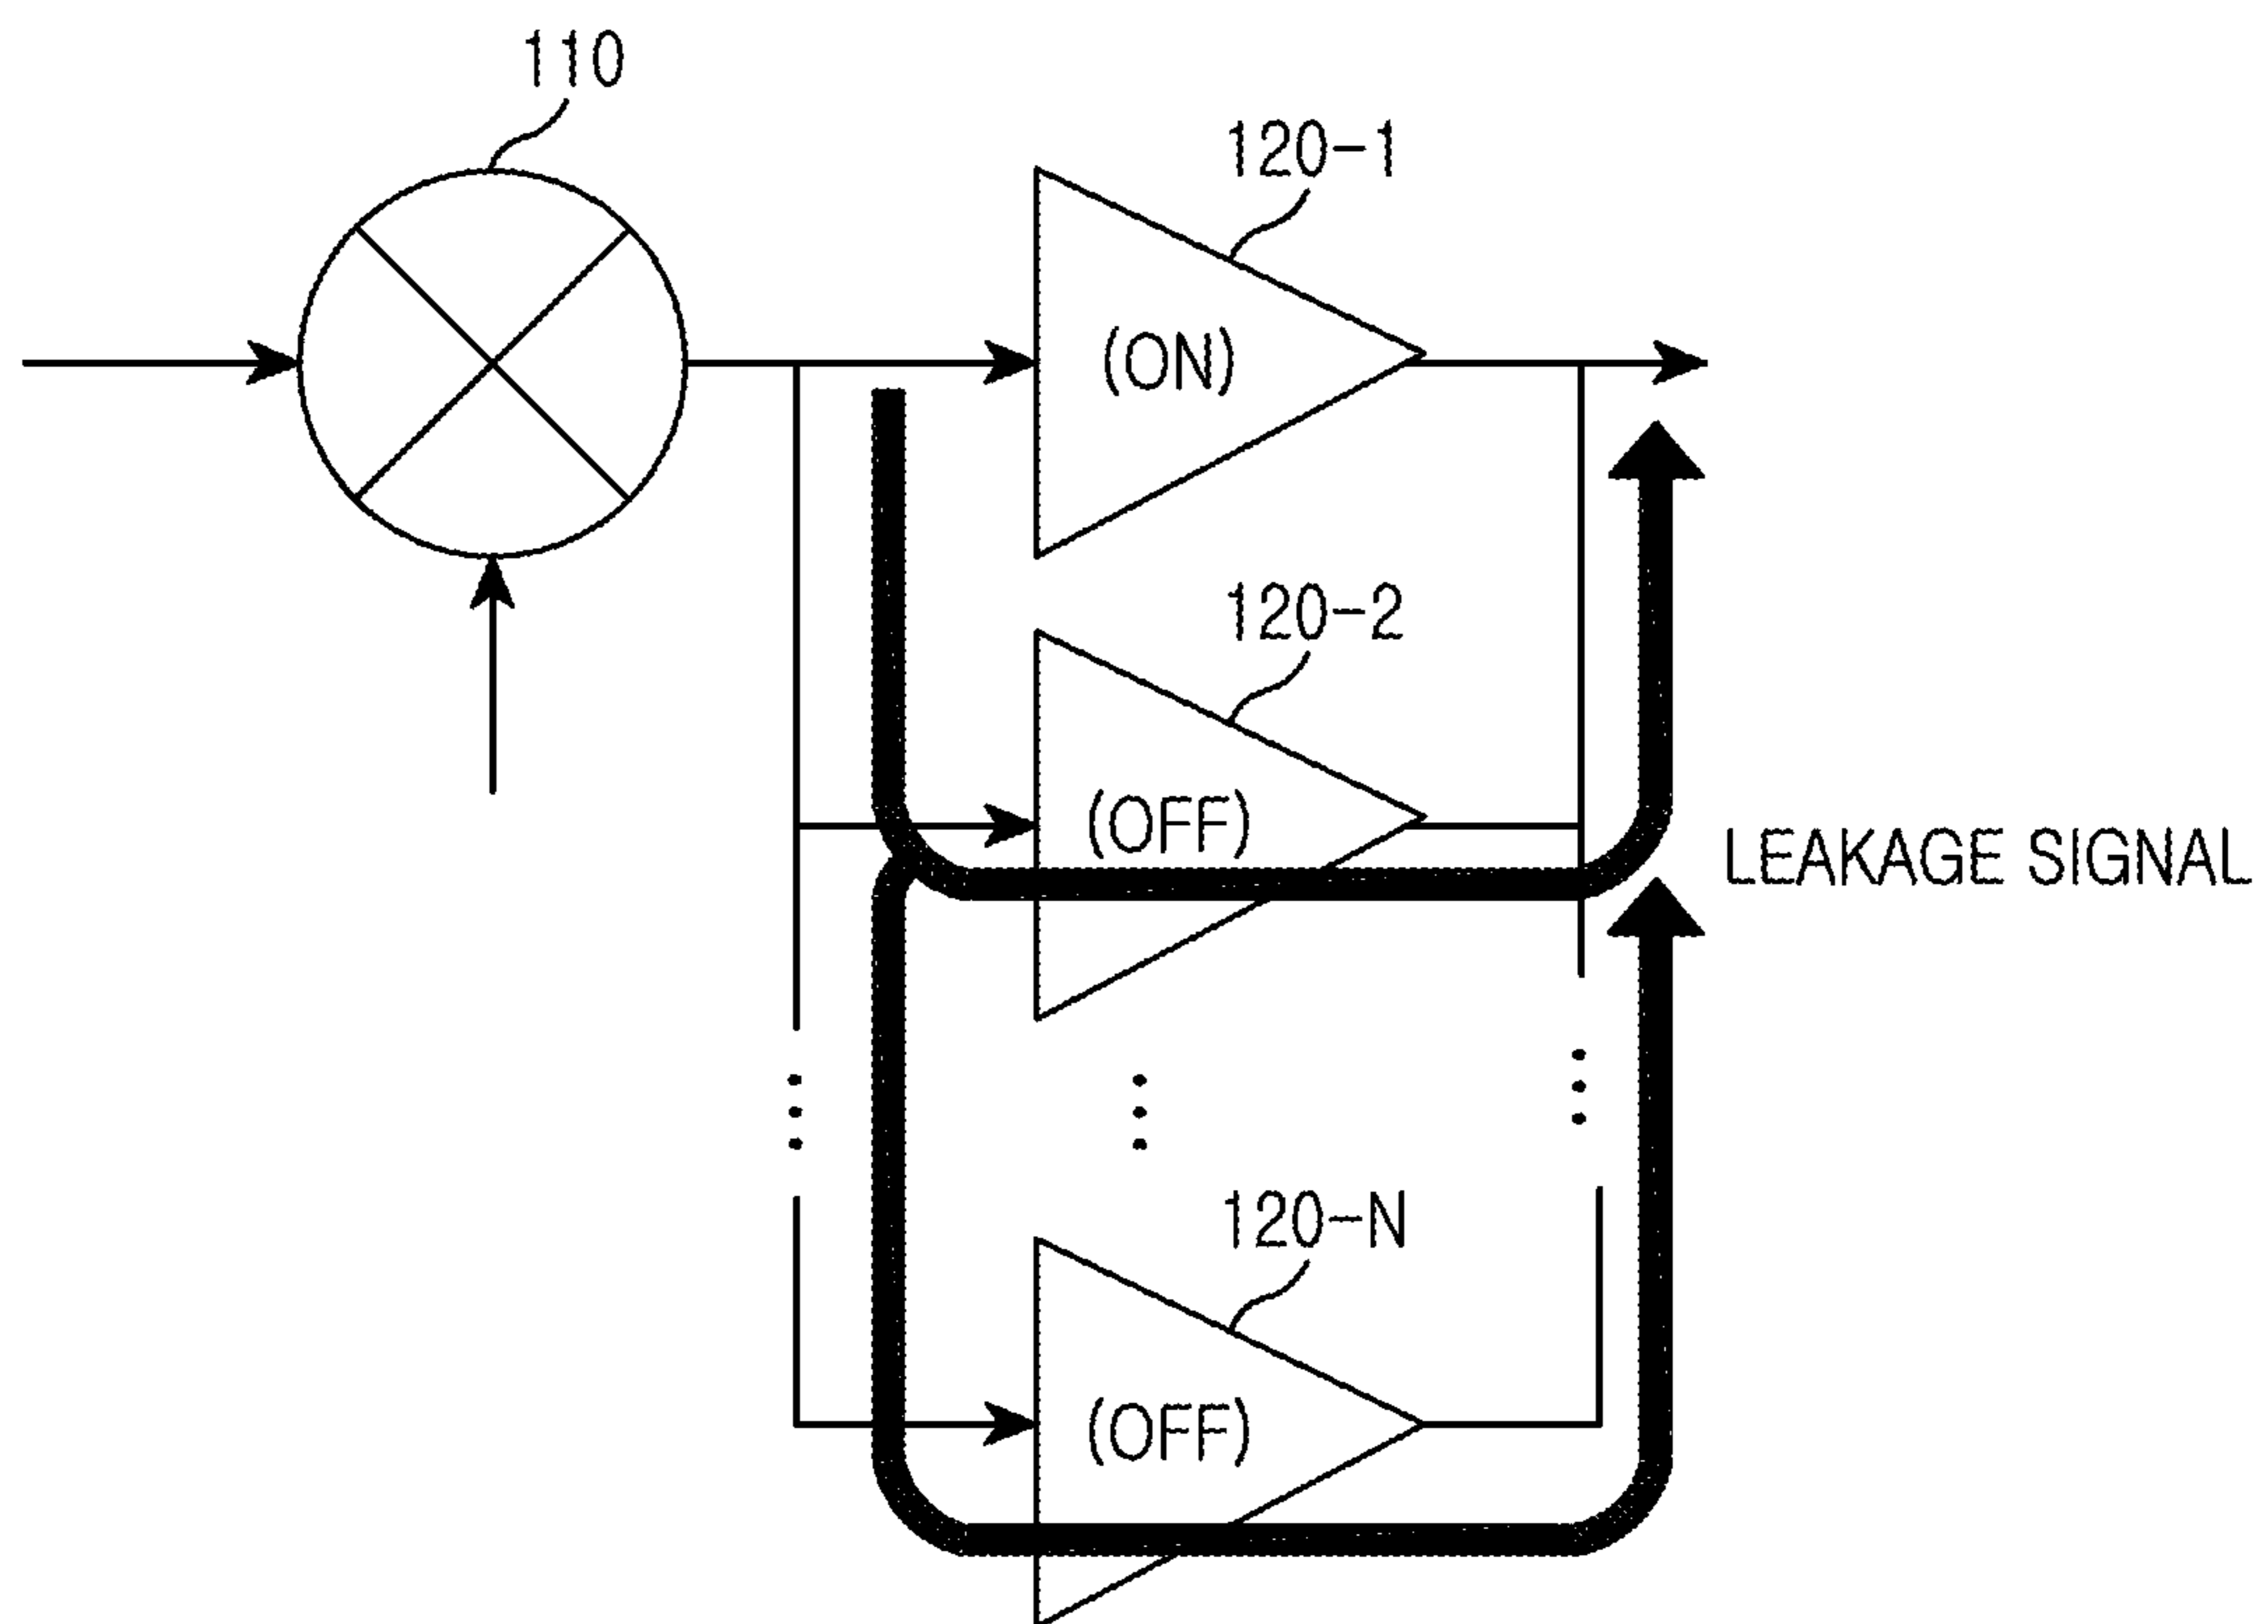 110
120-1
(ON)
120-2
(OFF)
LEAKAGE SIGNAL
120-N
(OFF)